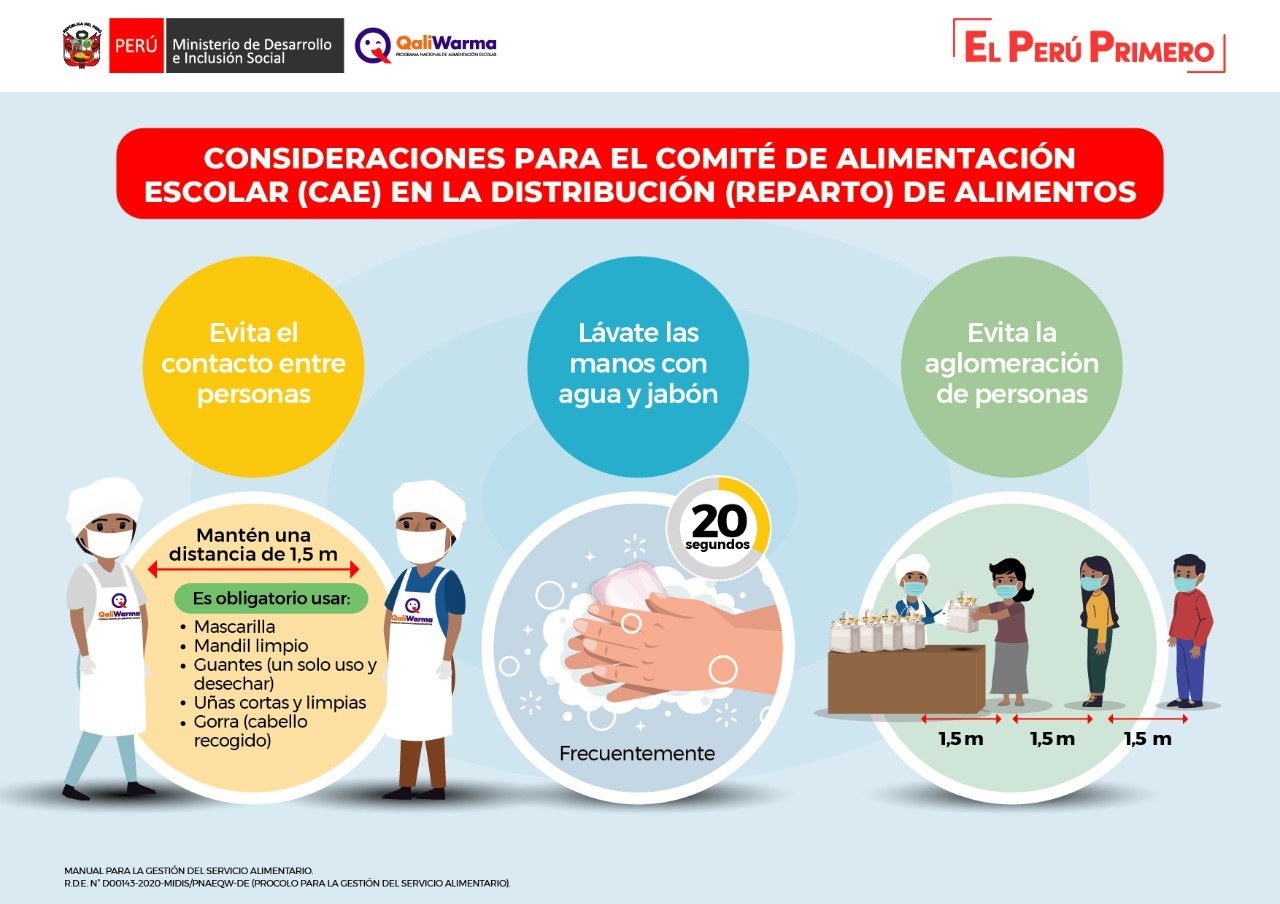 REPÚBLICA DEL PERÚ
PERÚ
Ministerio de Desarrollo
e Inclusión Social
QaliWarma
PROGRAMA NACIONAL DE ALIMENTACIÓN ESCOLAR
EL PERÚ PRIMERO
CONSIDERACIONES PARA EL COMITÉ DE ALIMENTACIÓN
ESCOLAR (CAE) EN LA DISTRIBUCIÓN (REPARTO) DE ALIMENTOS
Evita el
contacto entre
personas
Lávate las
manos con
agua y jabón
Evita la
aglomeración
de personas
Mantén una
distancia de 1,5 m
Es obligatorio usar:
• Mascarilla
• Mandil limpio
• Guantes (un solo uso y
desechar)
• Uñas cortas y limpias
• Gorra (cabello
recogido)
QaliWarma
QaliWarma
20
segundos
Frecuentemente
1,5 m
1,5 m
1,5 m
MANUAL PARA LA GESTIÓN DEL SERVICIO ALIMENTARIO.
R.D.E. N° D00143-2020-MIDIS/PNAEQW-DE (PROCOLO PARA LA GESTIÓN DEL SERVICIO ALIMENTARIO).